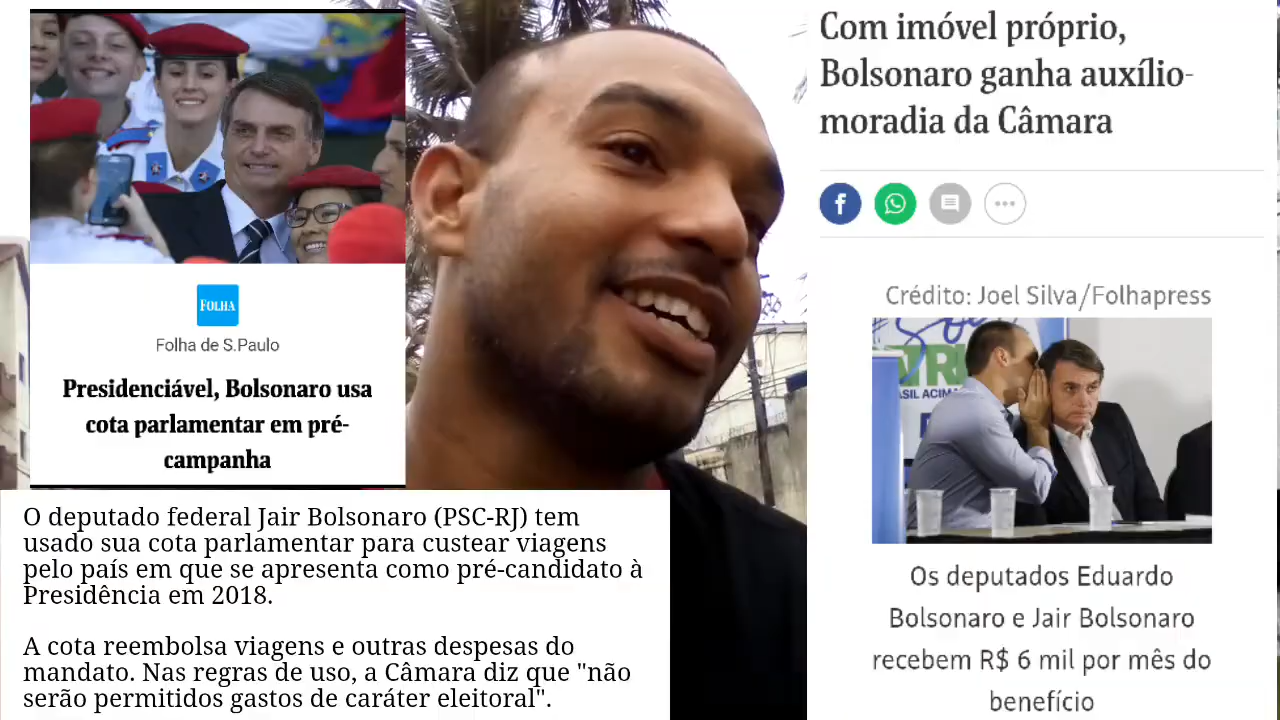 FOLHA
Folha de S.Paulo
Presidenciável, Bolsonaro usa
cota parlamentar em pré-
campanha
O deputado federal Jair Bolsonaro (PSC-RJ) tem
usado sua cota parlamentar para custear viagens
pelo país em que se apresenta como pré-candidato à
Presidência em 2018.
A cota reembolsa viagens e outras despesas do
mandato. Nas regras de uso, a Câmara diz que "não
serão permitidos gastos de caráter eleitoral".
Com imóvel próprio,
Bolsonaro ganha auxílio-
moradia da Câmara
Crédito: Joel Silva/Folhapress
Os deputados Eduardo
Bolsonaro e Jair Bolsonaro
recebem R$ 6 mil por mês do
benefício